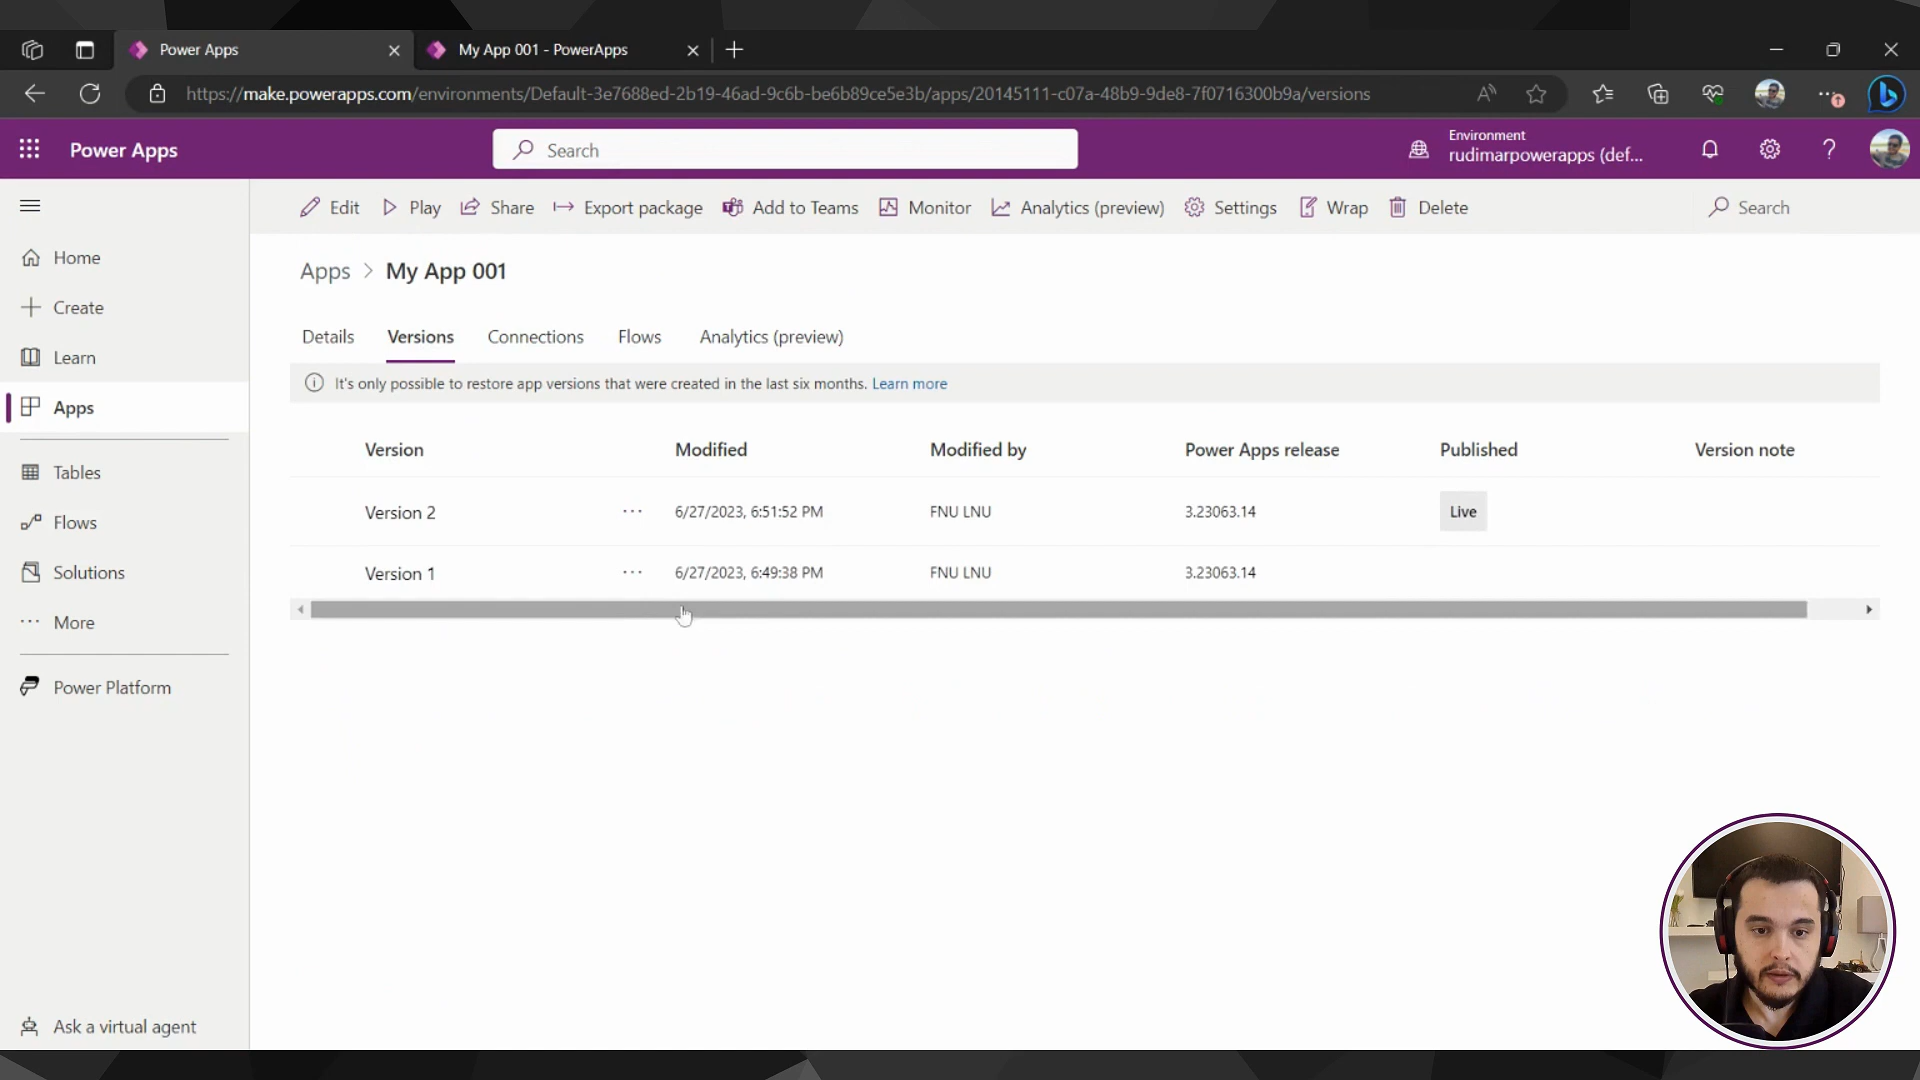 Power Apps
My App 001 - PowerApps
https://make.powerapps.com/environments/Default-3e7688ed-2b19-46ad-9c6b-be6b89ce5e3b/apps/20145111-c07a-48b9-9de8-7f0716300b9a/versions
Power Apps
Search
Environment
rudimarpowerapps (def...
Edit
Play
Share
Export package
Add to Teams
Monitor
Analytics (preview)
Settings
Wrap
Delete
Search
Home
Create
Learn
Apps
Tables
Flows
Solutions
More
Power Platform
Ask a virtual agent
Apps > My App 001
Details
Versions
Connections
Flows
Analytics (preview)
It's only possible to restore app versions that were created in the last six months. Learn more
Version Modified Modified by Power Apps release Published Version note
Version 2 ... 6/27/2023, 6:51:52 PM FNU LNU 3.23063.14 Live
Version 1 ... 6/27/2023, 6:49:38 PM FNU LNU 3.23063.14